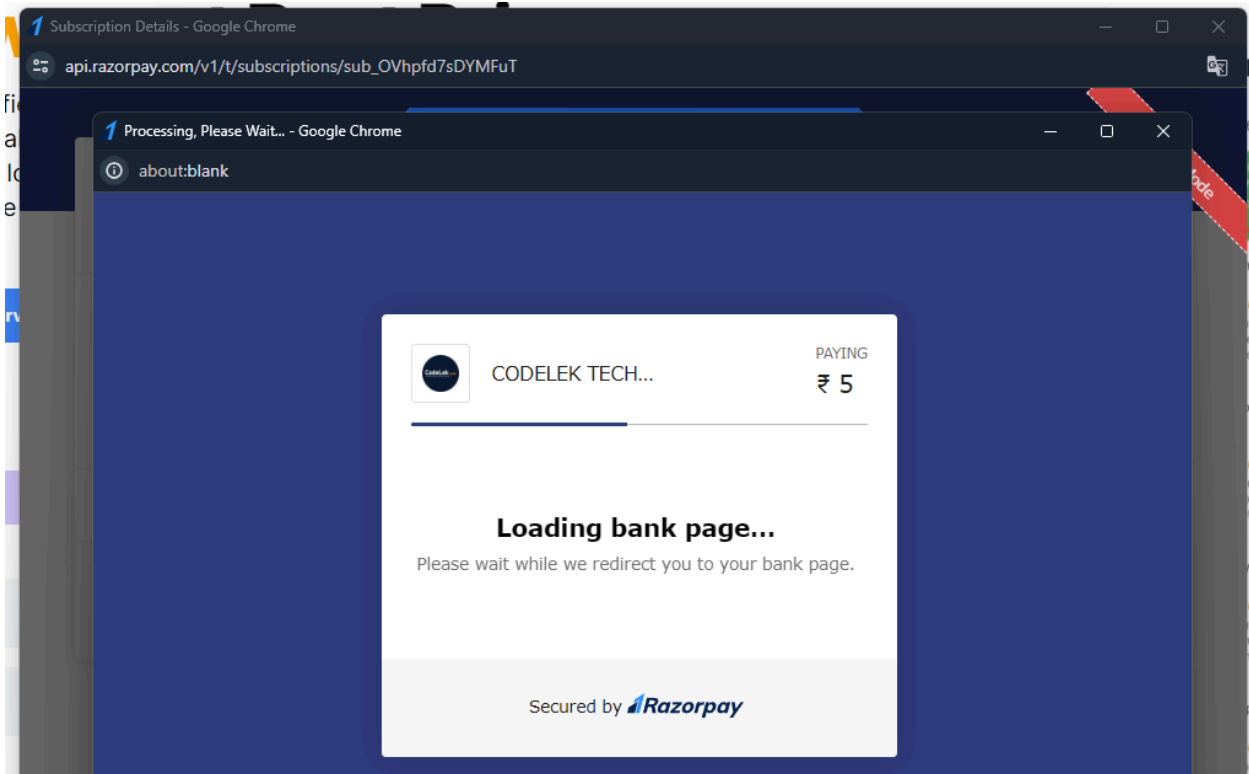 Subscription Details - Google Chrome
api.razorpay.com/v1/t/subscriptions/sub_OVhpfd7sDYMFuT
Processing, Please Wait... - Google Chrome
about:blank
CODELEK TECH...
PAYING
₹ 5
Loading bank page...
Please wait while we redirect you to your bank page.
Secured by Razorpay